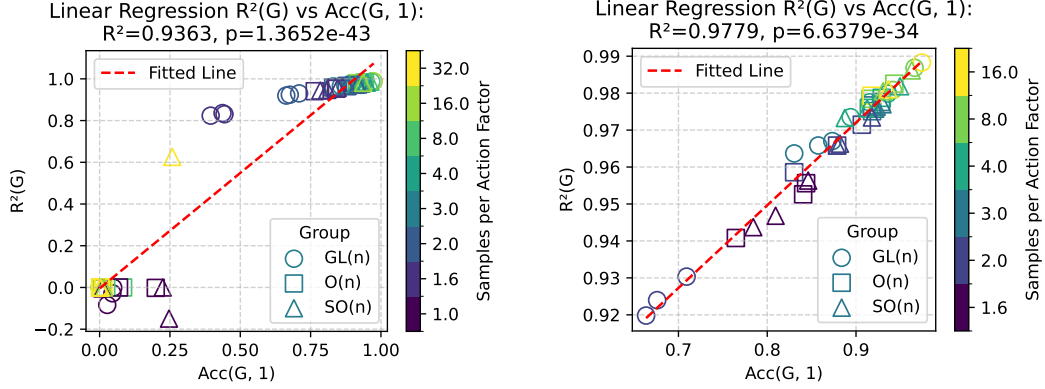 Linear Regression R²(G) vs Acc(G, 1):
R²=0.9363, p=1.3652e-43
Fitted Line
1.0
0.8
0.6
0.4
0.2
0.0
−0.2
R²(G)
0.00
0.25
0.50
0.75
1.00
Acc(G, 1)
Group
GL(n)
O(n)
SO(n)
32.0
16.0
8.0
4.0
3.0
2.0
1.6
1.0
Samples per Action Factor
Linear Regression R²(G) vs Acc(G, 1):
R²=0.9779, p=6.6379e-34
Fitted Line
0.99
0.98
0.97
0.96
0.95
0.94
0.93
0.92
R²(G)
0.7
0.8
0.9
Acc(G, 1)
Group
GL(n)
O(n)
SO(n)
16.0
8.0
4.0
3.0
2.0
1.6
Samples per Action Factor